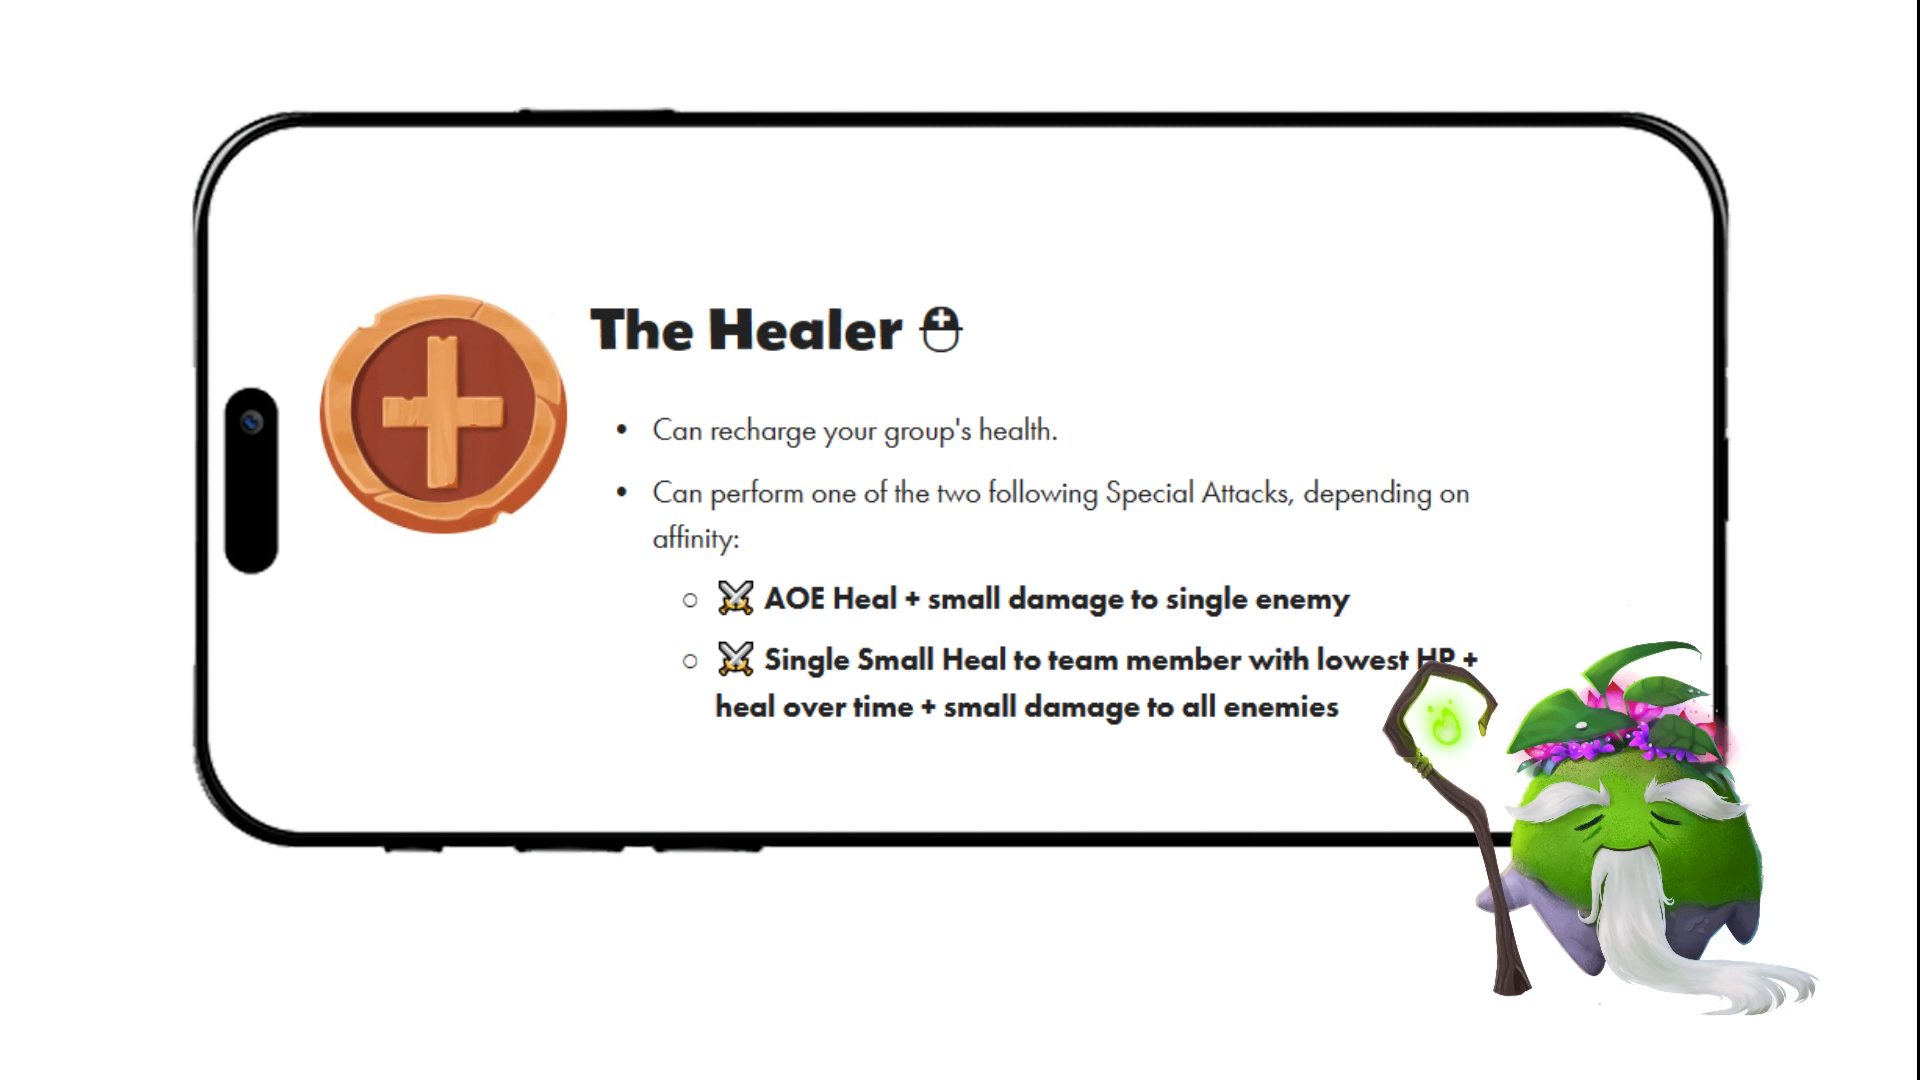 The Healer ⛑
• Can recharge your group's health.
• Can perform one of the two following Special Attacks, depending on
affinity:
○ ⚔ AOE Heal + small damage to single enemy
○ ⚔ Single Small Heal to team member with lowest HP +
heal over time + small damage to all enemies